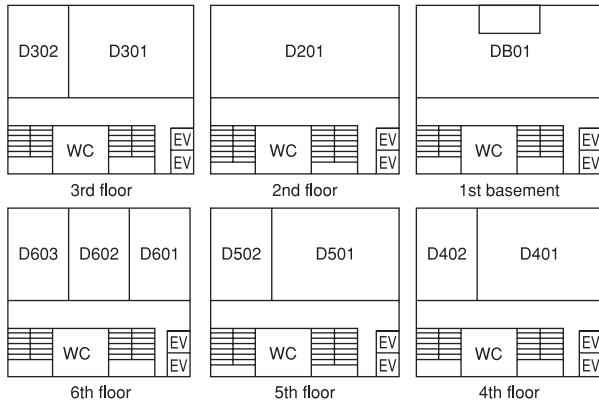 D302 D301 D201 DB01
EV EV EV
WC WC WC
EV EV EV
3rd floor 2nd floor 1st basement
D603 D602 D601 D502 D501 D402 D401
EV EV EV
WC WC WC
EV EV EV
6th floor 5th floor 4th floor